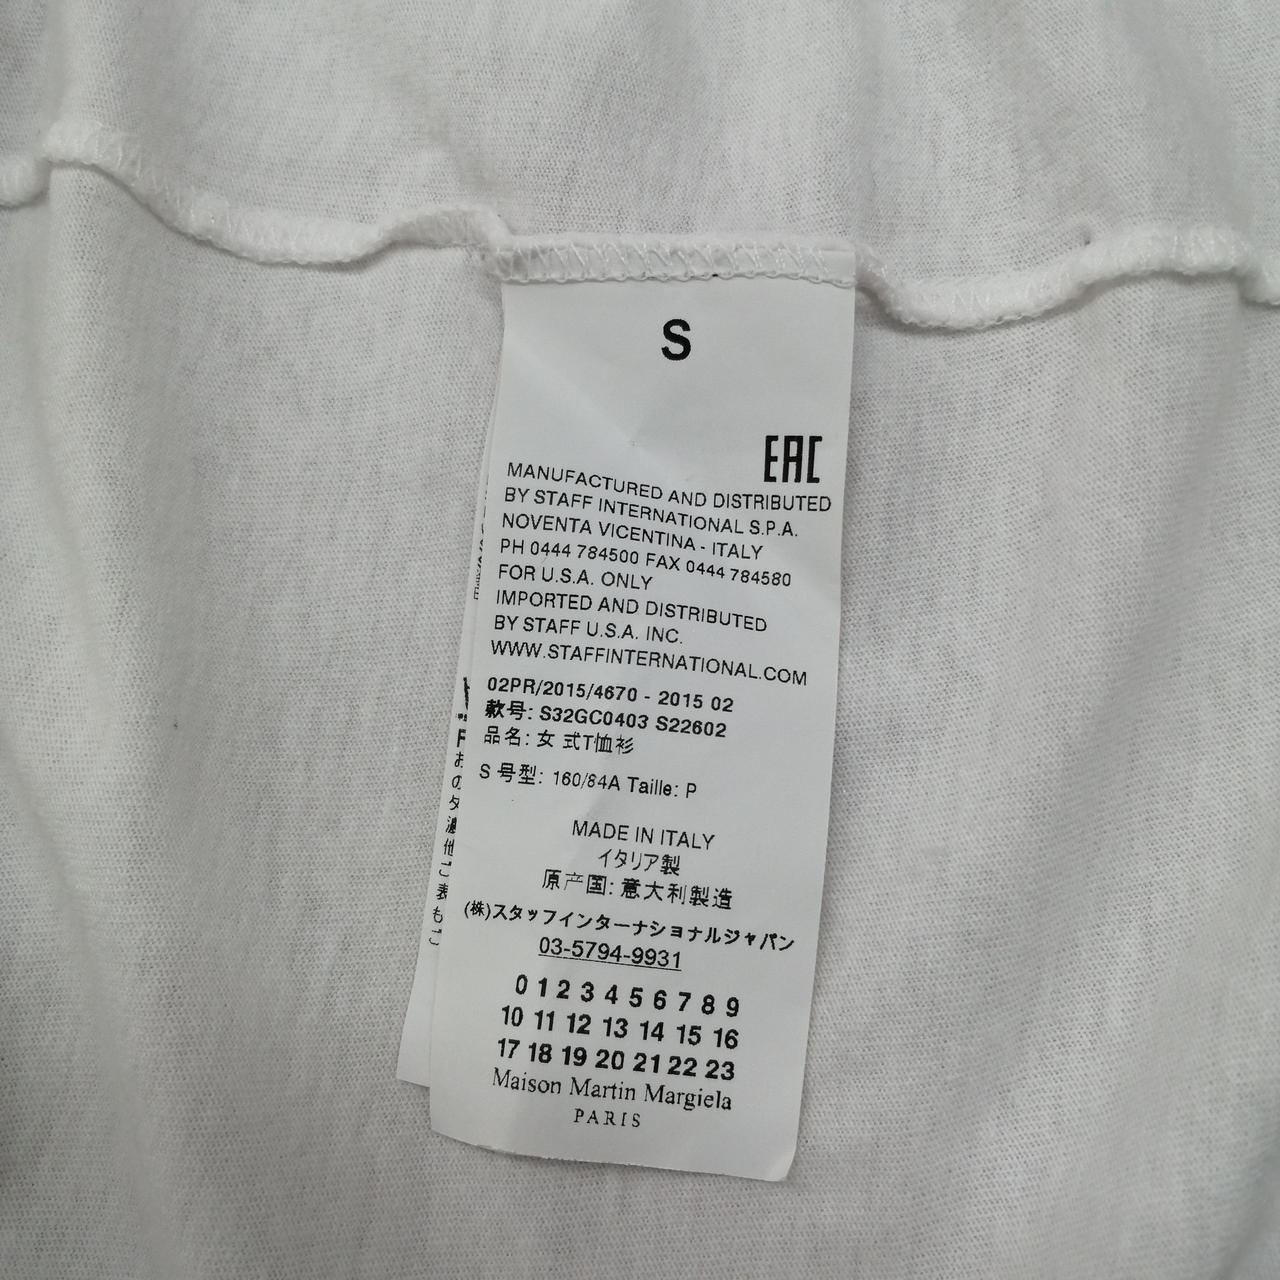 S
EAC
MANUFACTURED AND DISTRIBUTED
BY STAFF INTERNATIONAL S.P.A.
NOVENTA VICENTINA - ITALY
PH 0444 784500 FAX 0444 784580
FOR U.S.A. ONLY
IMPORTED AND DISTRIBUTED
BY STAFF U.S.A. INC.
WWW.STAFFINTERNATIONAL.COM
02PR/2015/4670 - 2015 02
款号: S32GC0403 S22602
品名: 女 式T恤衫
S 号型: 160/84A Taille: P
MADE IN ITALY
イタリア製
原产国: 意大利製造
(株)スタッフインターナショナルジャパン
03-5794-9931
0 1 2 3 4 5 6 7 8 9
10 11 12 13 14 15 16
17 18 19 20 21 22 23
Maison Martin Margiela
PARIS